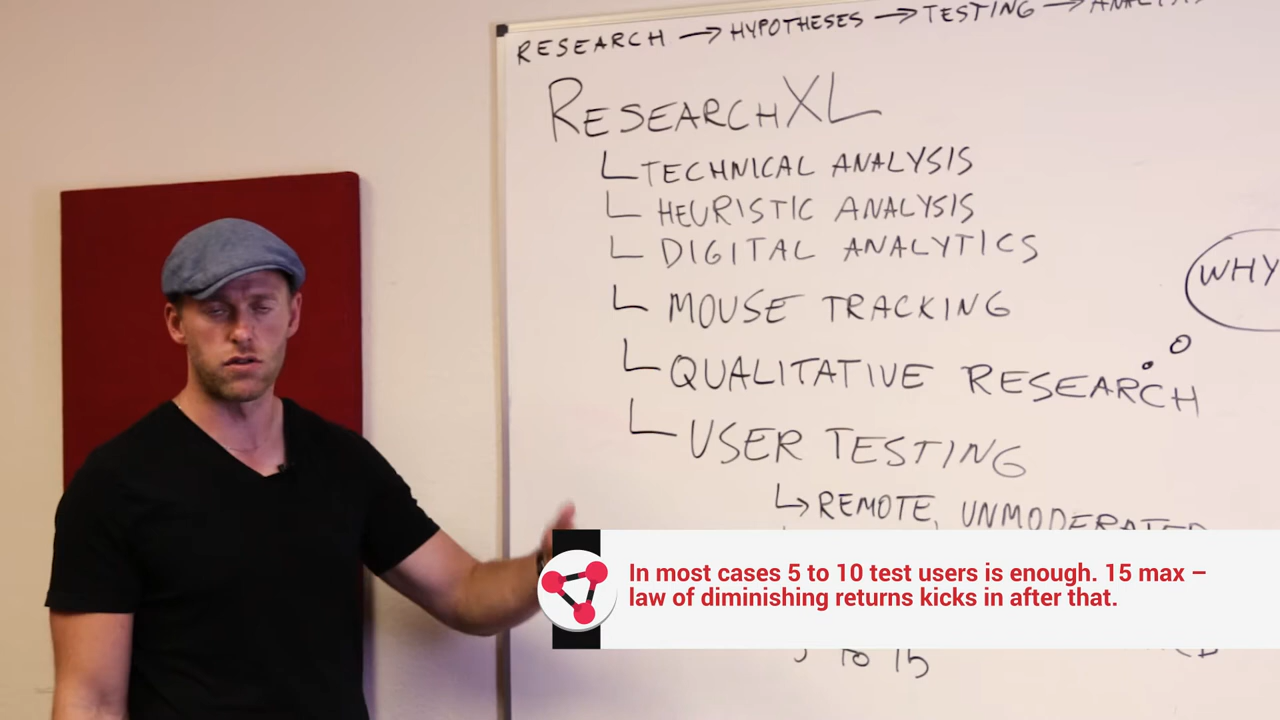 RESEARCH → HYPOTHESES → TESTING →
RESEARCHXL
TECHNICAL ANALYSIS
HEURISTIC ANALYSIS
DIGITAL ANALYTICS
WHY
MOUSE TRACKING
QUALITATIVE RESEARCH
USER TESTING
REMOTE, UNMODERATED
In most cases 5 to 10 test users is enough. 15 max –
law of diminishing returns kicks in after that.
to 15